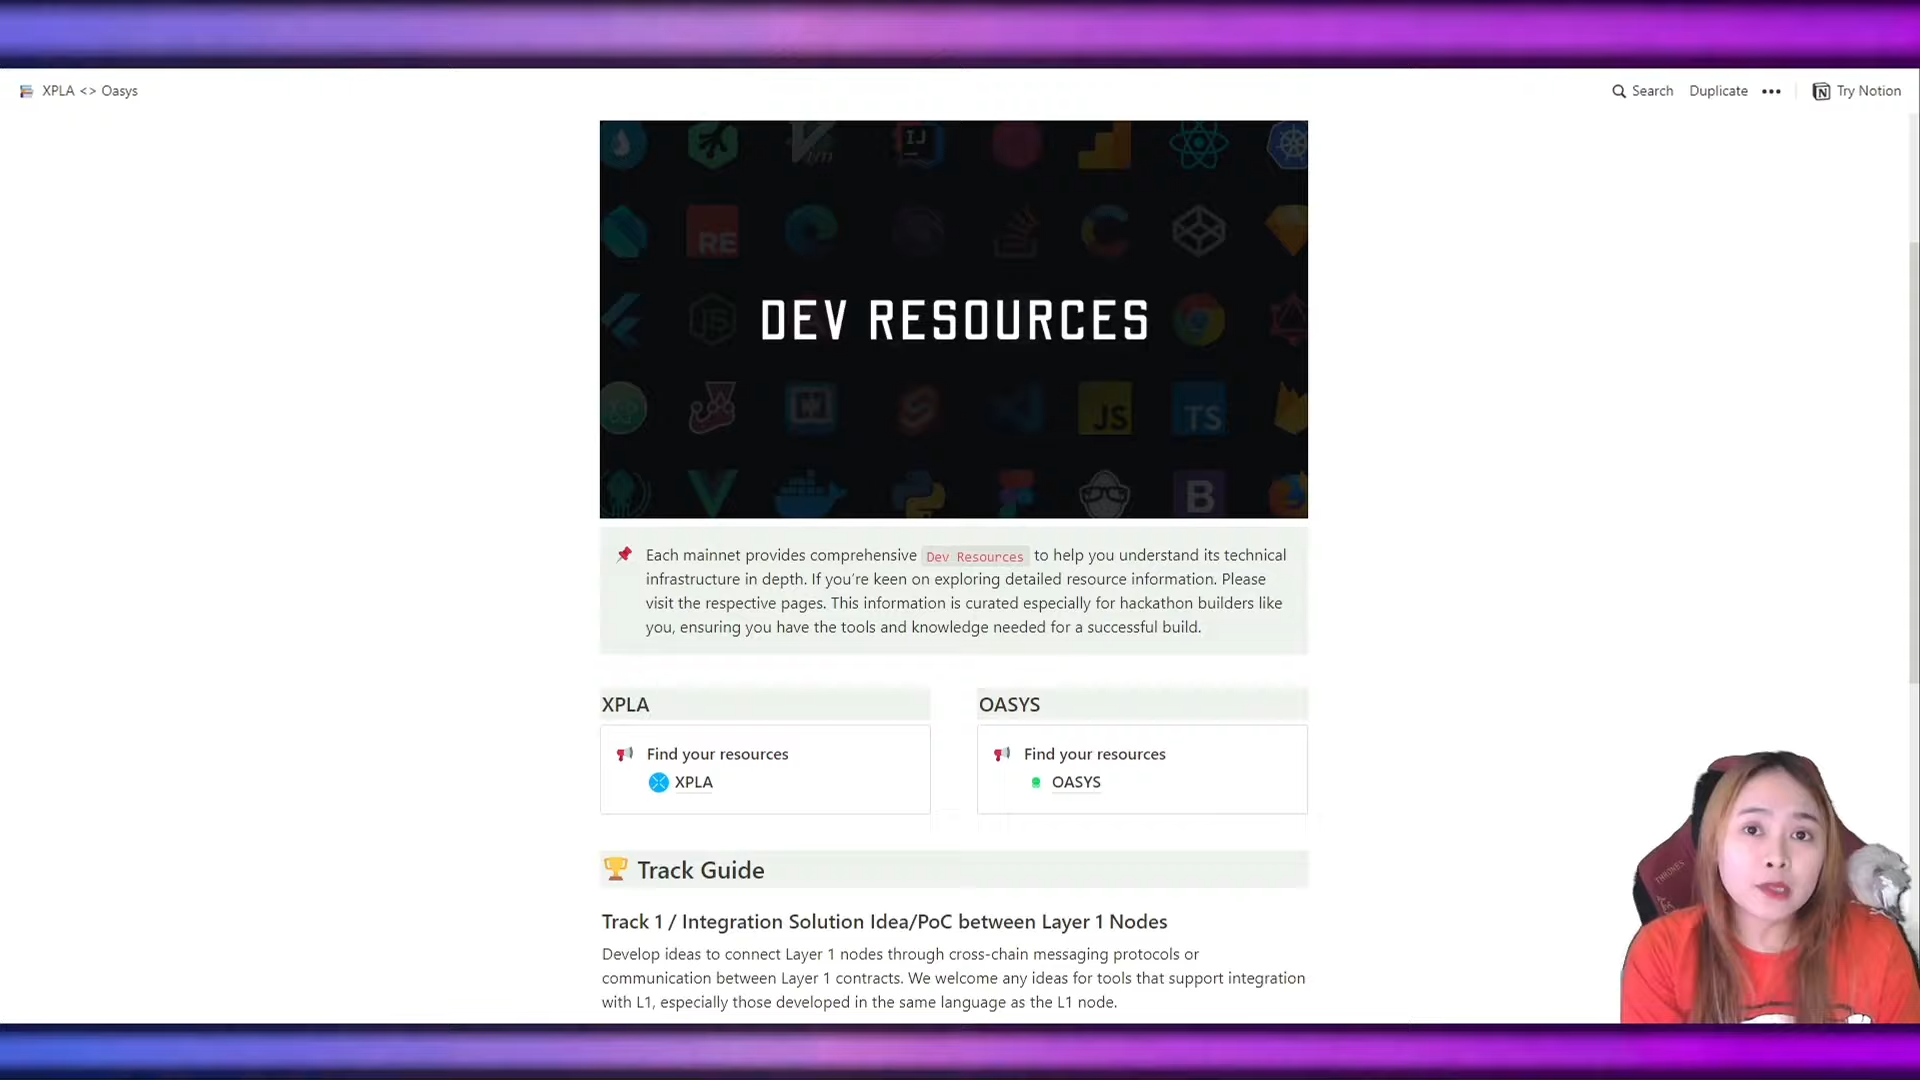 XPLA <> Oasys
Search Duplicate ••• Try Notion
IJ
RE
DEV RESOURCES
JS
JS
TS
B
Each mainnet provides comprehensive Dev Resources to help you understand its technical
infrastructure in depth. If you're keen on exploring detailed resource information. Please
visit the respective pages. This information is curated especially for hackathon builders like
you, ensuring you have the tools and knowledge needed for a successful build.
XPLA
Find your resources
XPLA
OASYS
Find your resources
OASYS
Track Guide
Track 1 / Integration Solution Idea/PoC between Layer 1 Nodes
Develop ideas to connect Layer 1 nodes through cross-chain messaging protocols or
communication between Layer 1 contracts. We welcome any ideas for tools that support integration
with L1, especially those developed in the same language as the L1 node.